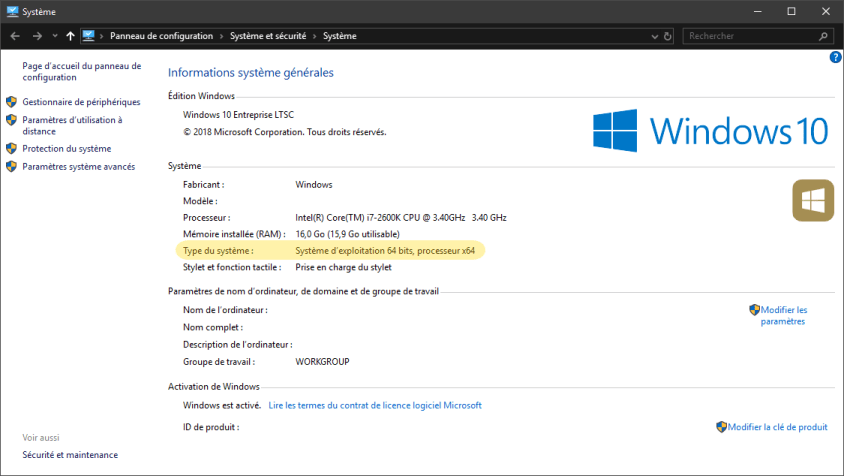 Système
Panneau de configuration > Système et sécurité > Système
Rechercher
?
Page d'accueil du panneau de
configuration
Gestionnaire de périphériques
Paramètres d'utilisation à
distance
Protection du système
Paramètres système avancés
Informations système générales
Édition Windows
Windows 10 Entreprise LTSC
© 2018 Microsoft Corporation. Tous droits réservés.
Windows 10
Système
Fabricant : Windows
Modèle :
Processeur : Intel(R) Core(TM) i7-2600K CPU @ 3.40GHz 3.40 GHz
Mémoire installée (RAM) : 16,0 Go (15,9 Go utilisable)
Type du système : Système d'exploitation 64 bits, processeur x64
Stylet et fonction tactile : Prise en charge du stylet
Paramètres de nom d'ordinateur, de domaine et de groupe de travail
Nom de l'ordinateur :
Modifier les
paramètres
Nom complet :
Description de l'ordinateur :
Groupe de travail : WORKGROUP
Activation de Windows
Windows est activé. Lire les termes du contrat de licence logiciel Microsoft
ID de produit :
Modifier la clé de produit
Voir aussi
Sécurité et maintenance